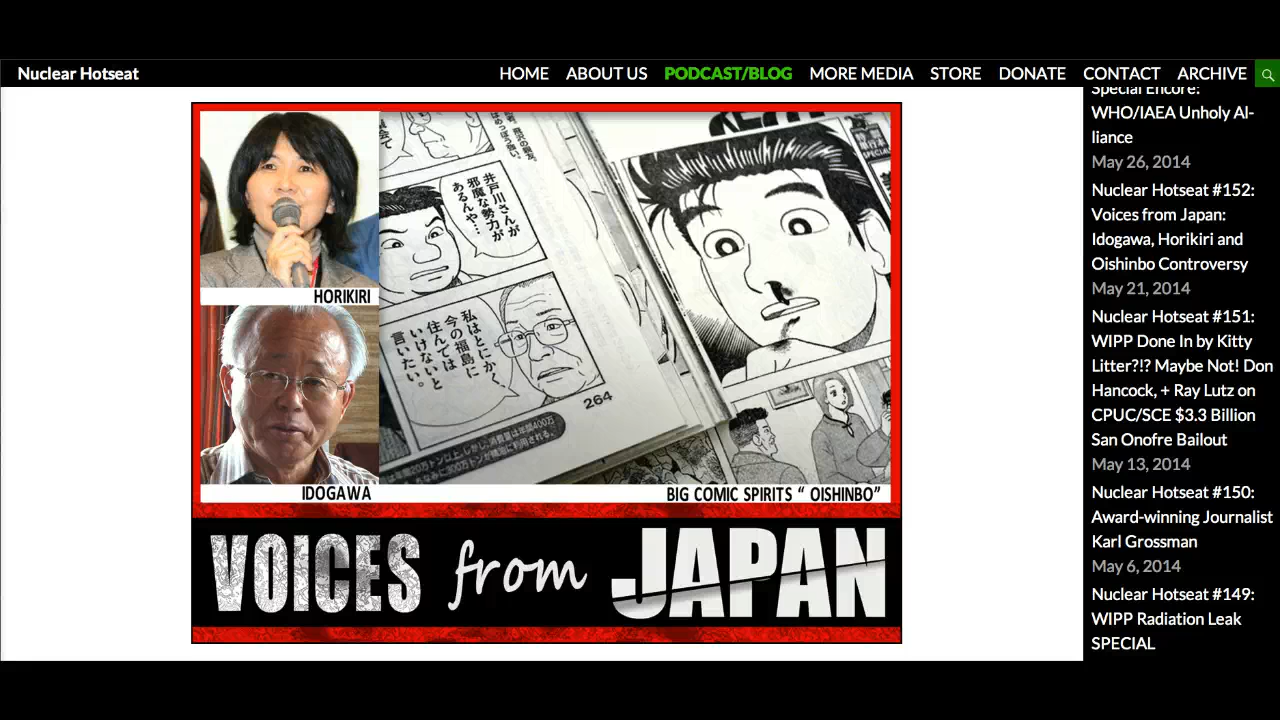 Nuclear Hotseat
HOME ABOUT US PODCAST/BLOG MORE MEDIA STORE DONATE CONTACT ARCHIVE
HORIKIRI
IDOGAWA
井戸川さんが
邪魔な勢力が
あるんや…
私はとにかく、
今の福島に
住んでは
いけないと
言いたい。
264
BIG COMIC SPIRITS “ OISHINBO”
VOICES from JAPAN
Special Encore:
WHO/IAEA Unholy Al-
liance
May 26, 2014
Nuclear Hotseat #152:
Voices from Japan:
Idogawa, Horikiri and
Oishinbo Controversy
May 21, 2014
Nuclear Hotseat #151:
WIPP Done In by Kitty
Litter?!? Maybe Not! Don
Hancock, + Ray Lutz on
CPUC/SCE $3.3 Billion
San Onofre Bailout
May 13, 2014
Nuclear Hotseat #150:
Award-winning Journalist
Karl Grossman
May 6, 2014
Nuclear Hotseat #149:
WIPP Radiation Leak
SPECIAL